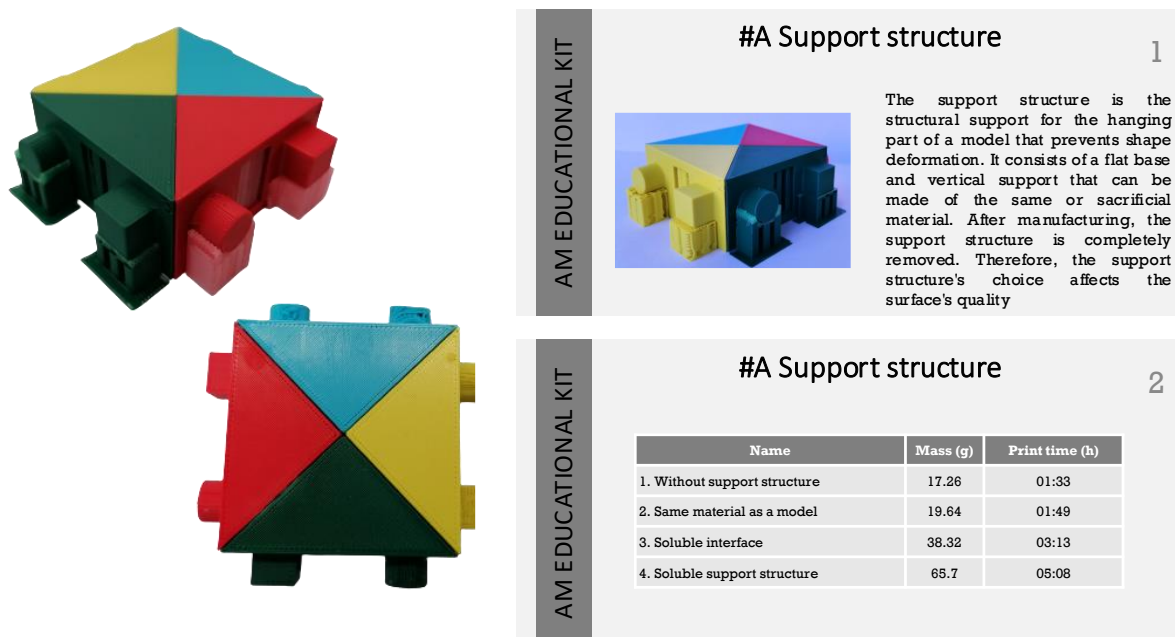 AM EDUCATIONAL KIT
#A Support structure
1
The support structure is the
structural support for the hanging
part of a model that prevents shape
deformation. It consists of a flat base
and vertical support that can be
made of the same or sacrificial
material. After manufacturing, the
support structure is completely
removed. Therefore, the support
structure's choice affects the
surface's quality
AM EDUCATIONAL KIT
#A Support structure
2
Name Mass (g) Print time (h)
1. Without support structure 17.26 01:33
2. Same material as a model 19.64 01:49
3. Soluble interface 38.32 03:13
4. Soluble support structure 65.7 05:08